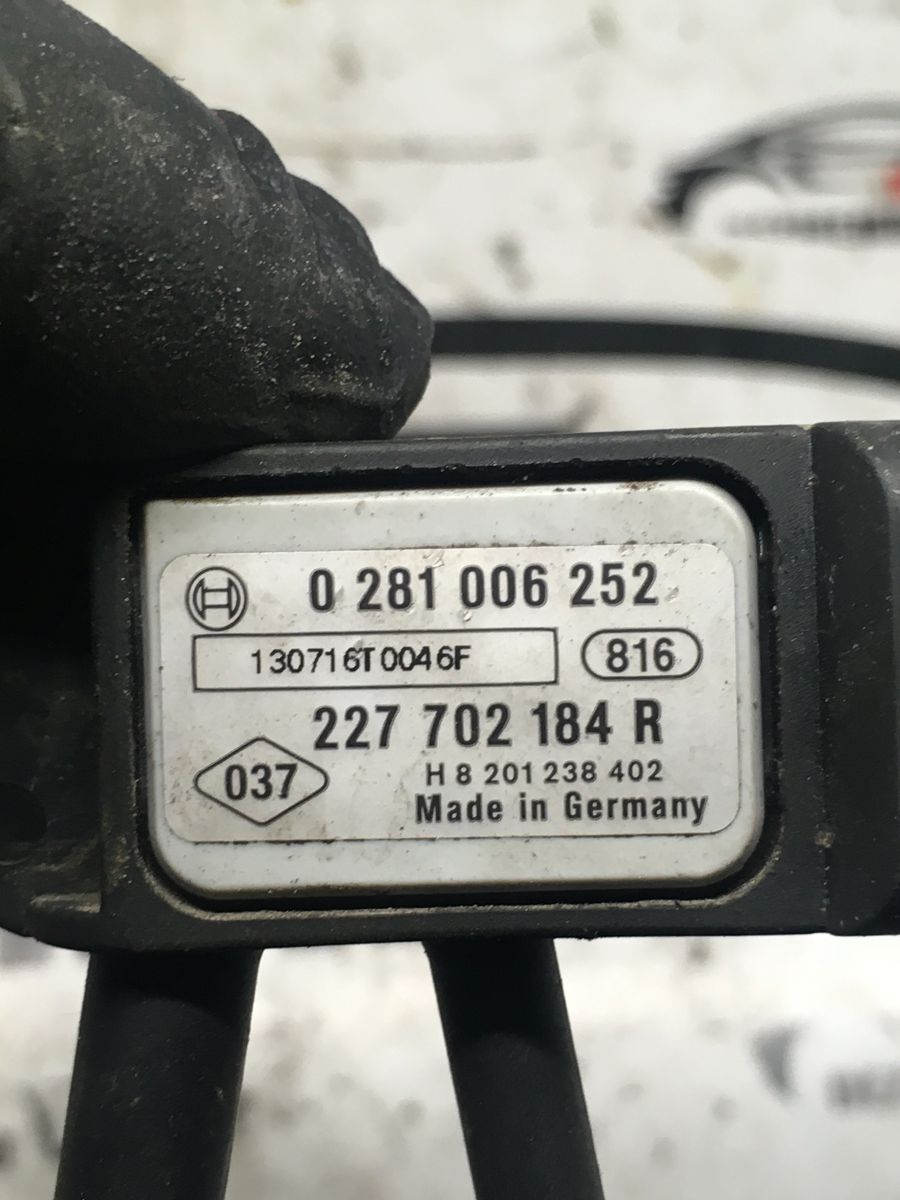 0 281 006 252
130716T0046F
816
227 702 184 R
037
H 8 201 238 402
Made in Germany